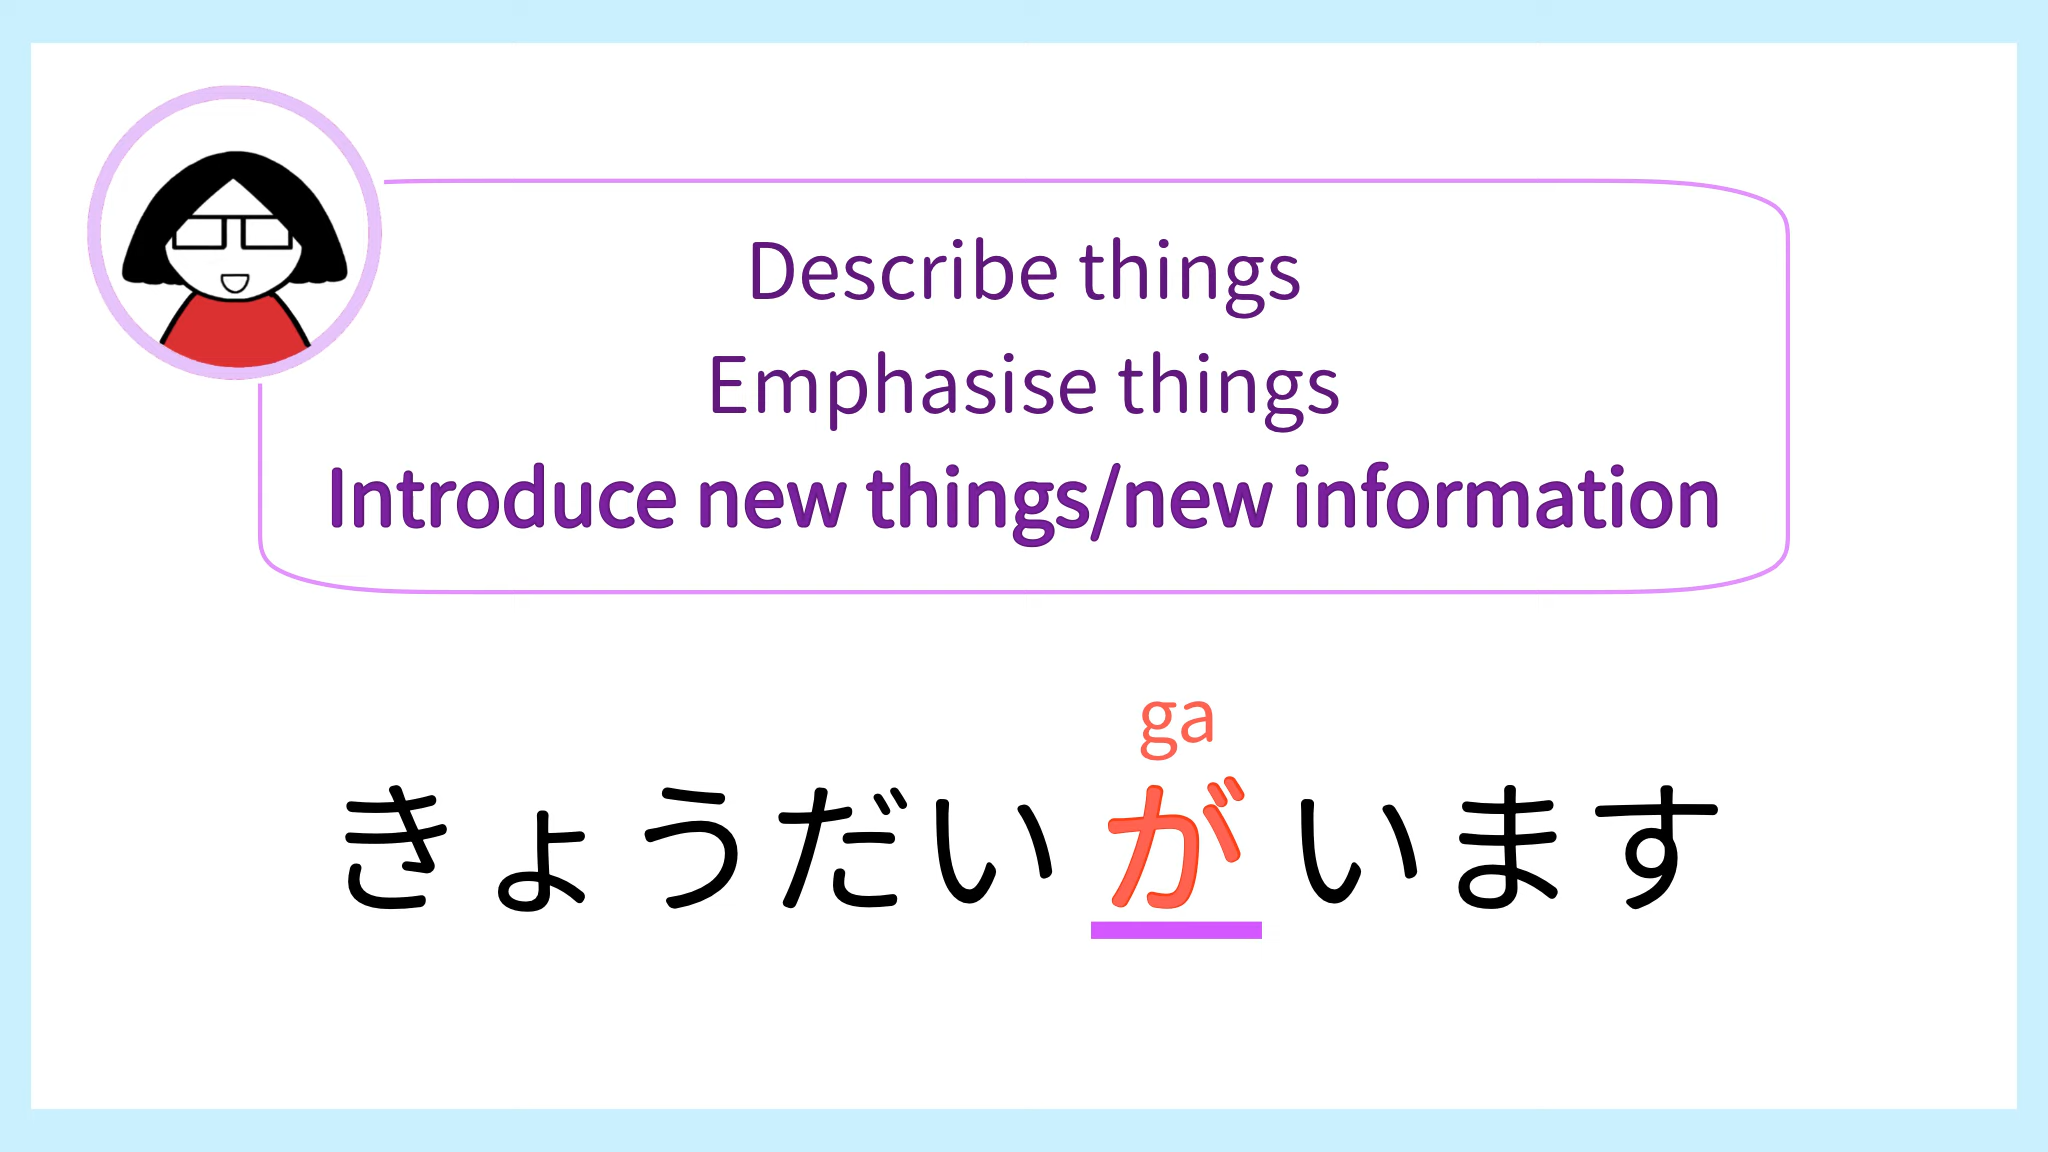 Describe things
Emphasise things
Introduce new things/new information
ga
きょうだい が います